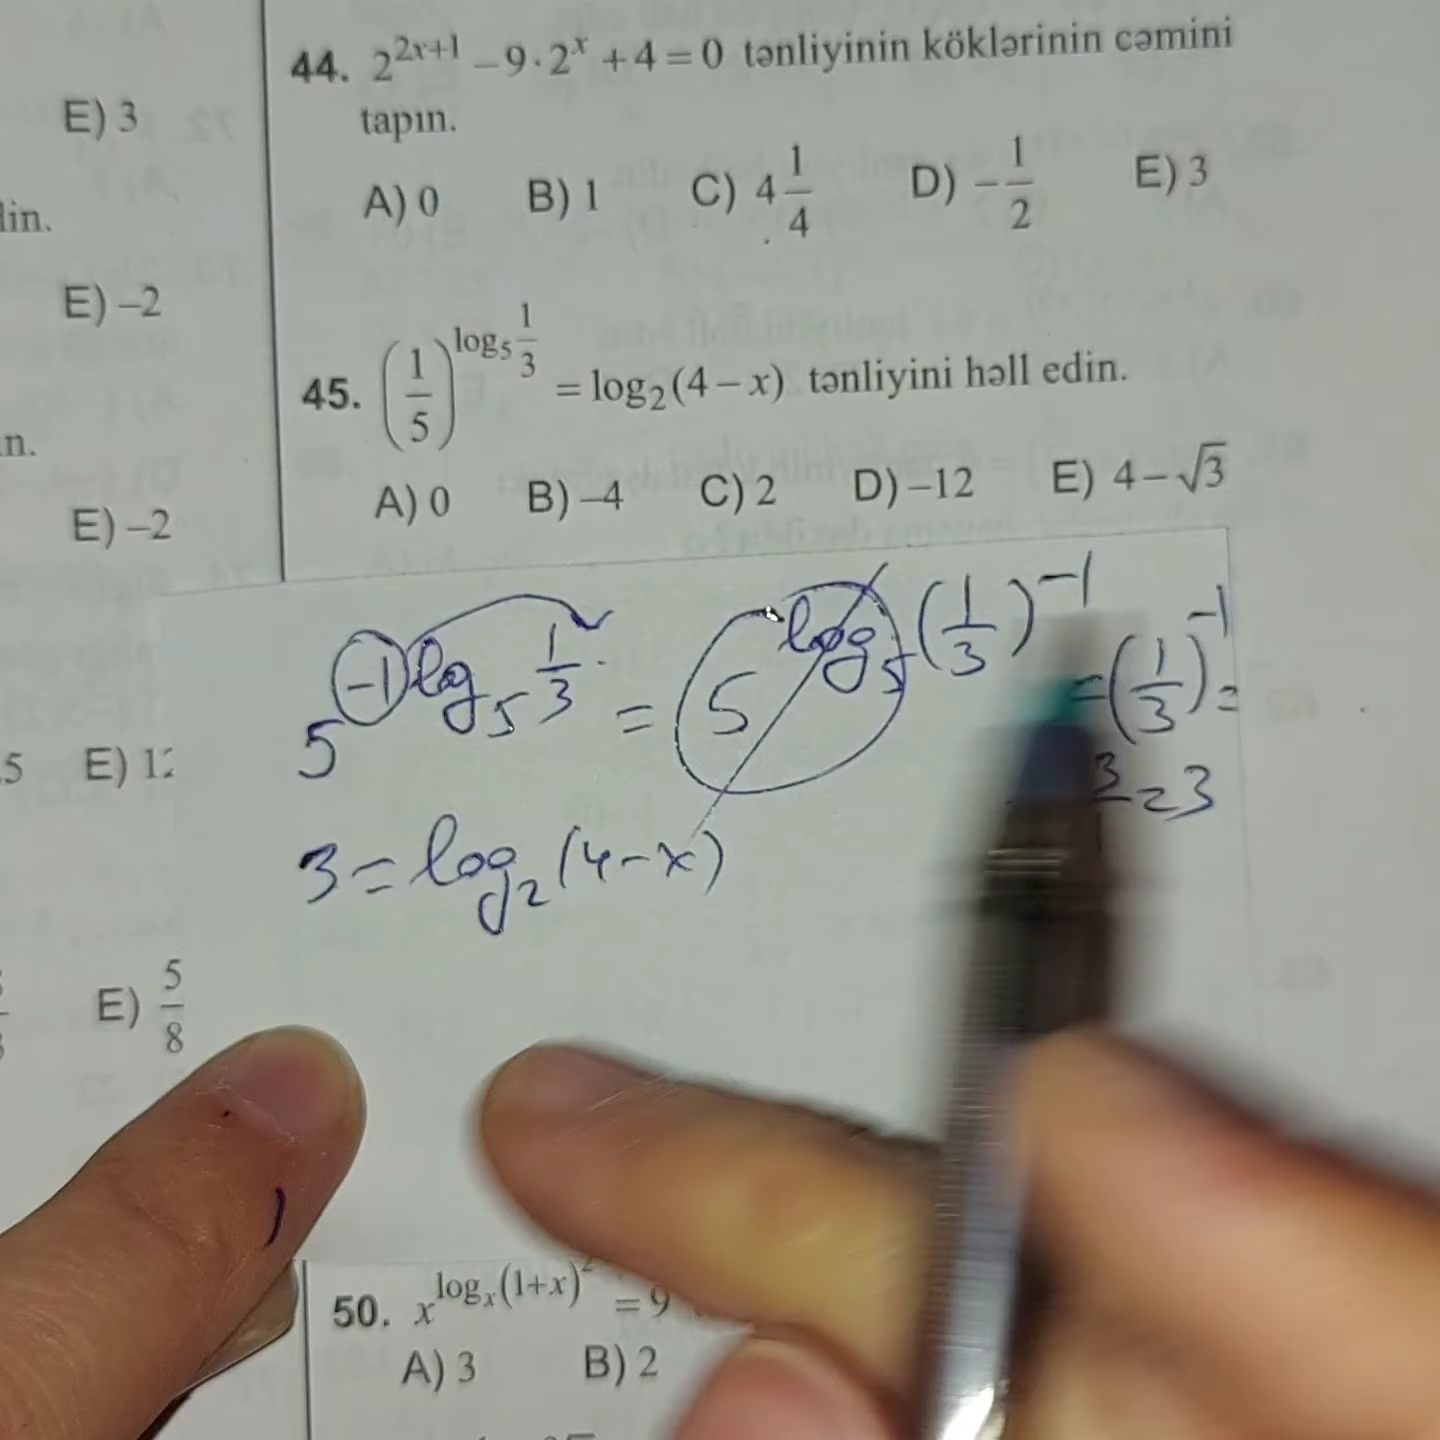 E) 3
lin.
E) –2
n.
E) –2
5 E) 12
E) 5/8
44. 2^(2x+1) – 9 · 2^x + 4 = 0 tənliyinin köklərinin cəmini
tapın.
A) 0 B) 1 C) 4 1/4 D) –1/2 E) 3
45. (1/5)^(log₅ 1/3) = log₂(4 – x) tənliyini həll edin.
A) 0 B) –4 C) 2 D) –12 E) 4 – √3
5^(-1 log₅ 1/3) = 5^(log₅ (1/3)^-1) = (1/3)^-1 =
3 = 3
3 = log₂(4-x)
50. x^(logₓ(1+x)²) = 9
A) 3 B) 2